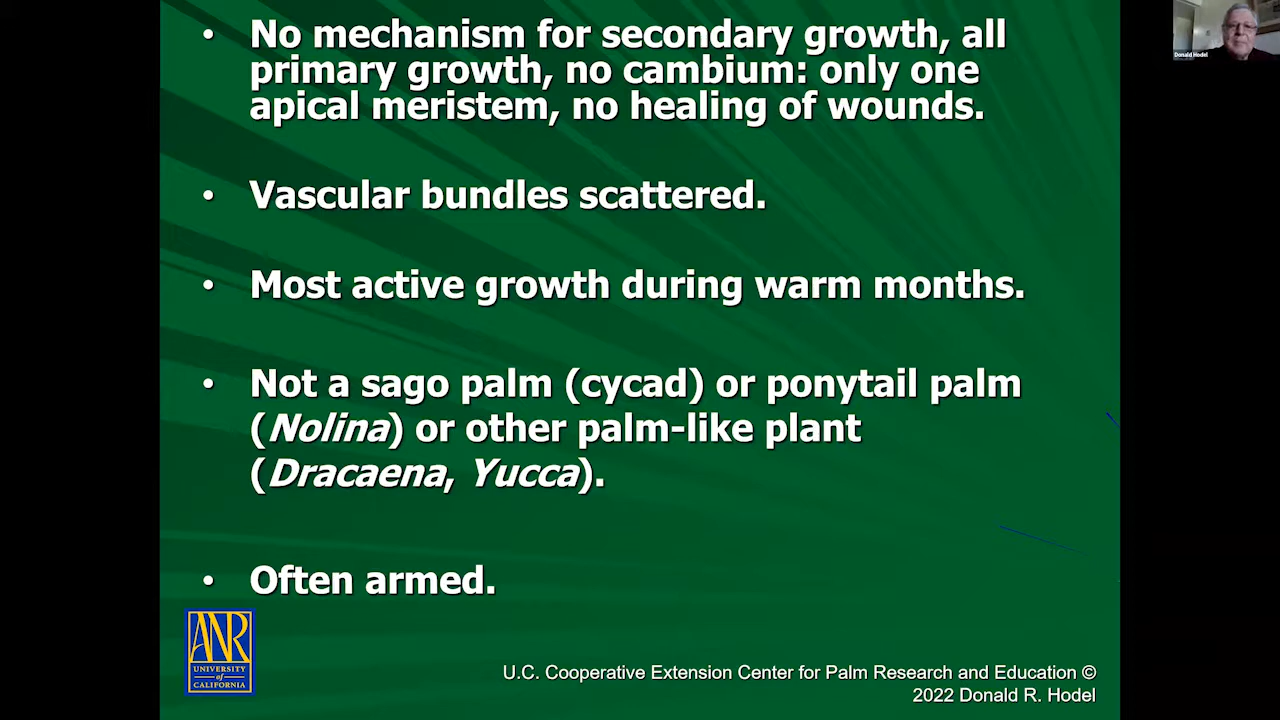 • No mechanism for secondary growth, all
primary growth, no cambium: only one
apical meristem, no healing of wounds.
• Vascular bundles scattered.
• Most active growth during warm months.
• Not a sago palm (cycad) or ponytail palm
(Nolina) or other palm-like plant
(Dracaena, Yucca).
• Often armed.
ANR
UNIVERSITY
of
CALIFORNIA
U.C. Cooperative Extension Center for Palm Research and Education ©
2022 Donald R. Hodel
Donald Hodel